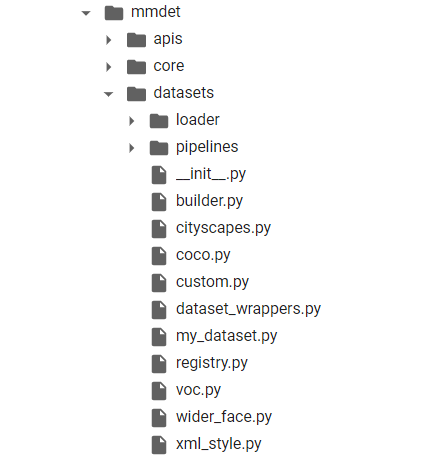 mmdet
apis
core
datasets
loader
pipelines
__init__.py
builder.py
cityscapes.py
coco.py
custom.py
dataset_wrappers.py
my_dataset.py
registry.py
voc.py
wider_face.py
xml_style.py